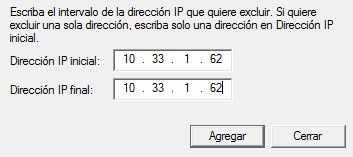 Escriba el intervalo de la dirección IP que quiere excluir. Si quiere
excluir una sola dirección, escriba solo una dirección en Dirección IP
inicial.
Dirección IP inicial: 10 . 33 . 1 . 62
Dirección IP final: 10 . 33 . 1 . 62
Agregar Cerrar